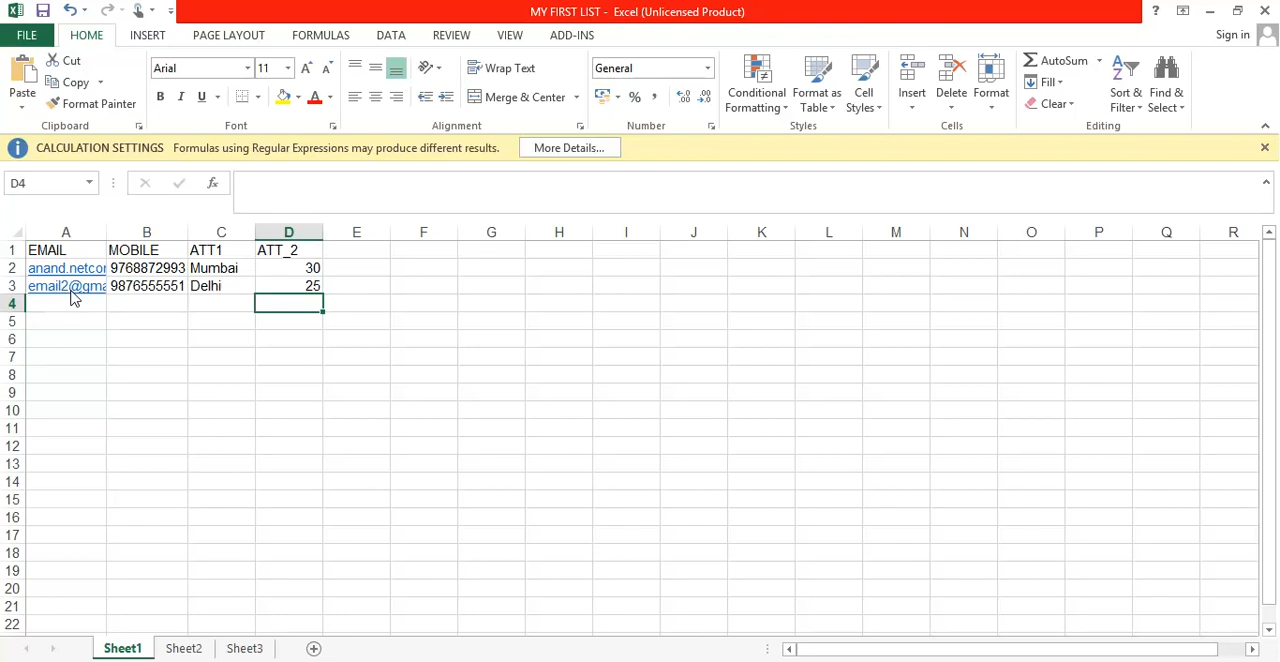 MY FIRST LIST - Excel (Unlicensed Product)
FILE HOME INSERT PAGE LAYOUT FORMULAS DATA REVIEW VIEW ADD-INS Sign in
Cut
Copy
Format Painter
Paste
Clipboard
Arial 11
B I U
Font
Wrap Text
Merge & Center
Alignment
General
%
Number
Conditional Formatting
Format as Table
Cell Styles
Styles
Insert Delete Format
Cells
AutoSum
Fill
Clear
Sort & Filter
Find & Select
Editing
CALCULATION SETTINGS Formulas using Regular Expressions may produce different results. More Details...
D4 fx
A B C D E F G H I J K L M N O P Q R
1 EMAIL MOBILE ATT1 ATT_2
2 anand.netcor 9768872993 Mumbai 30
3 email2@gma 9876555551 Delhi 25
4
5
6
7
8
9
10
11
12
13
14
15
16
17
18
19
20
21
22
Sheet1 Sheet2 Sheet3